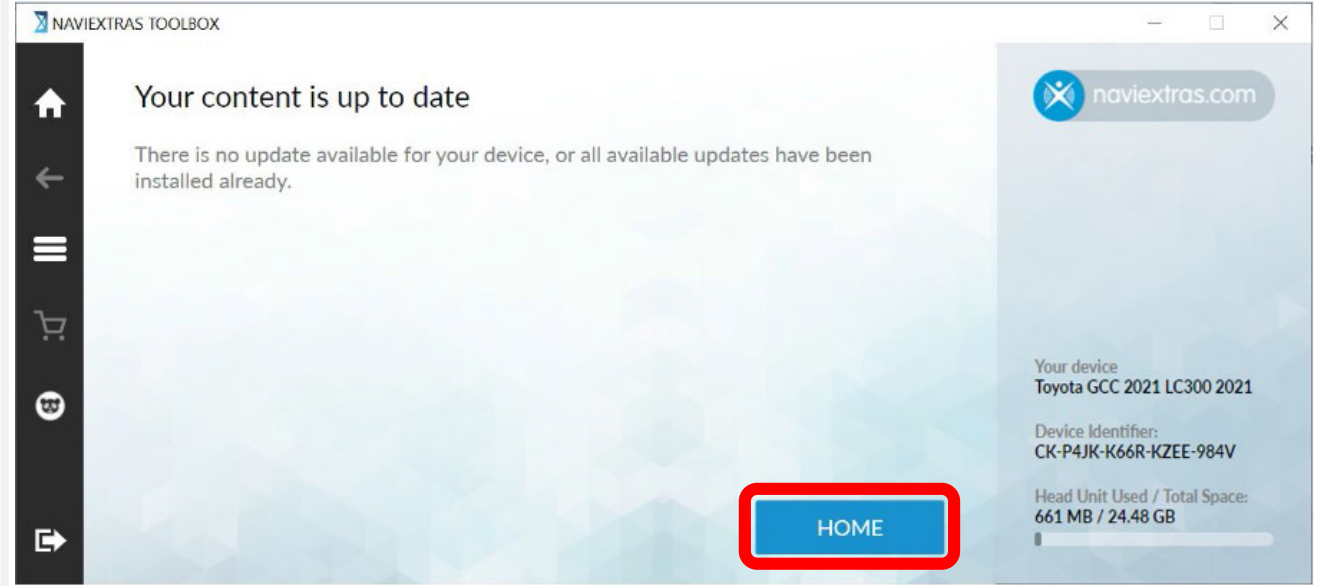 NAVIEXTRAS TOOLBOX
Your content is up to date
There is no update available for your device, or all available updates have been
installed already.
HOME
naviextras.com
Your device
Toyota GCC 2021 LC300 2021
Device Identifier:
CK-P4JK-K66R-KZEE-984V
Head Unit Used / Total Space:
661 MB / 24.48 GB